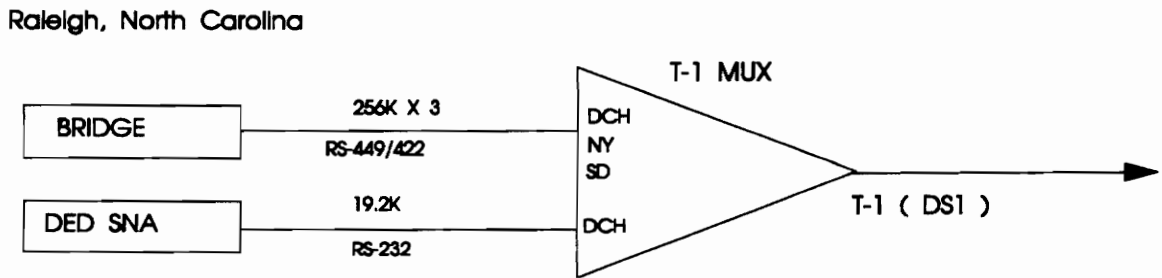 Raleigh, North Carolina
T-1 MUX
256K X 3
BRIDGE
DCH
RS-449/422
NY
SD
19.2K
DED SNA
DCH
RS-232
T-1 ( DS1 )